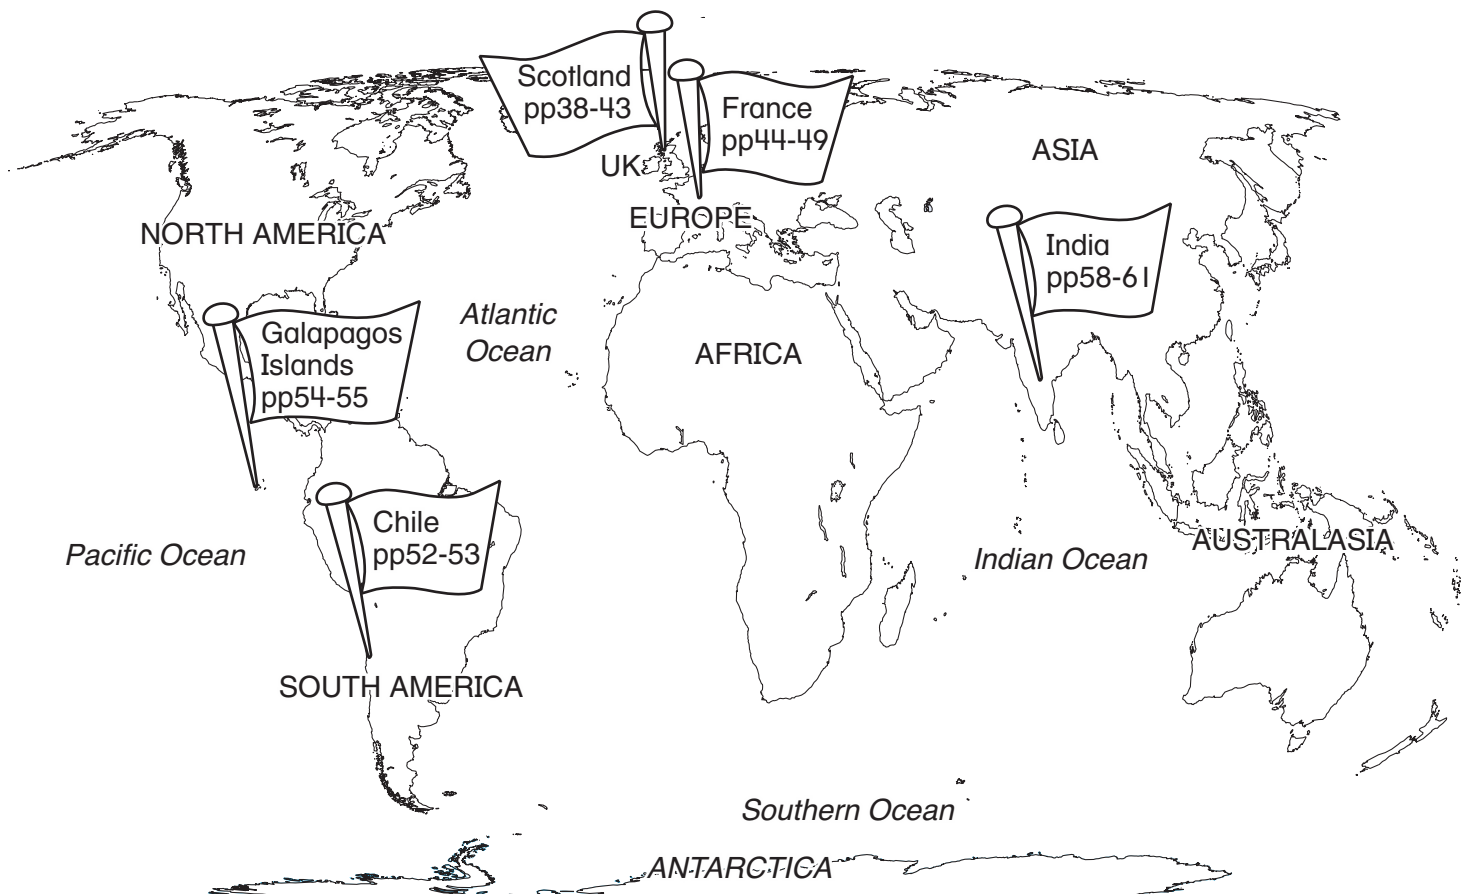 Scotland
pp38-43
France
pp44-49
UK
ASIA
EUROPE
NORTH AMERICA
India
pp58-61
Atlantic
Ocean
Galapagos
Islands
pp54-55
AFRICA
Chile
pp52-53
Pacific Ocean
Indian Ocean
AUSTRALASIA
SOUTH AMERICA
Southern Ocean
ANTARCTICA